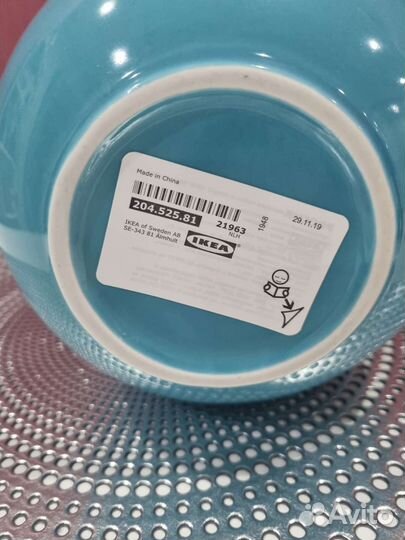 Made in China
204.525.81
21963
NLH
1948
29.11.19
IKEA of Sweden AB
SE-343 81 Älmhult
IKEA®
Avito